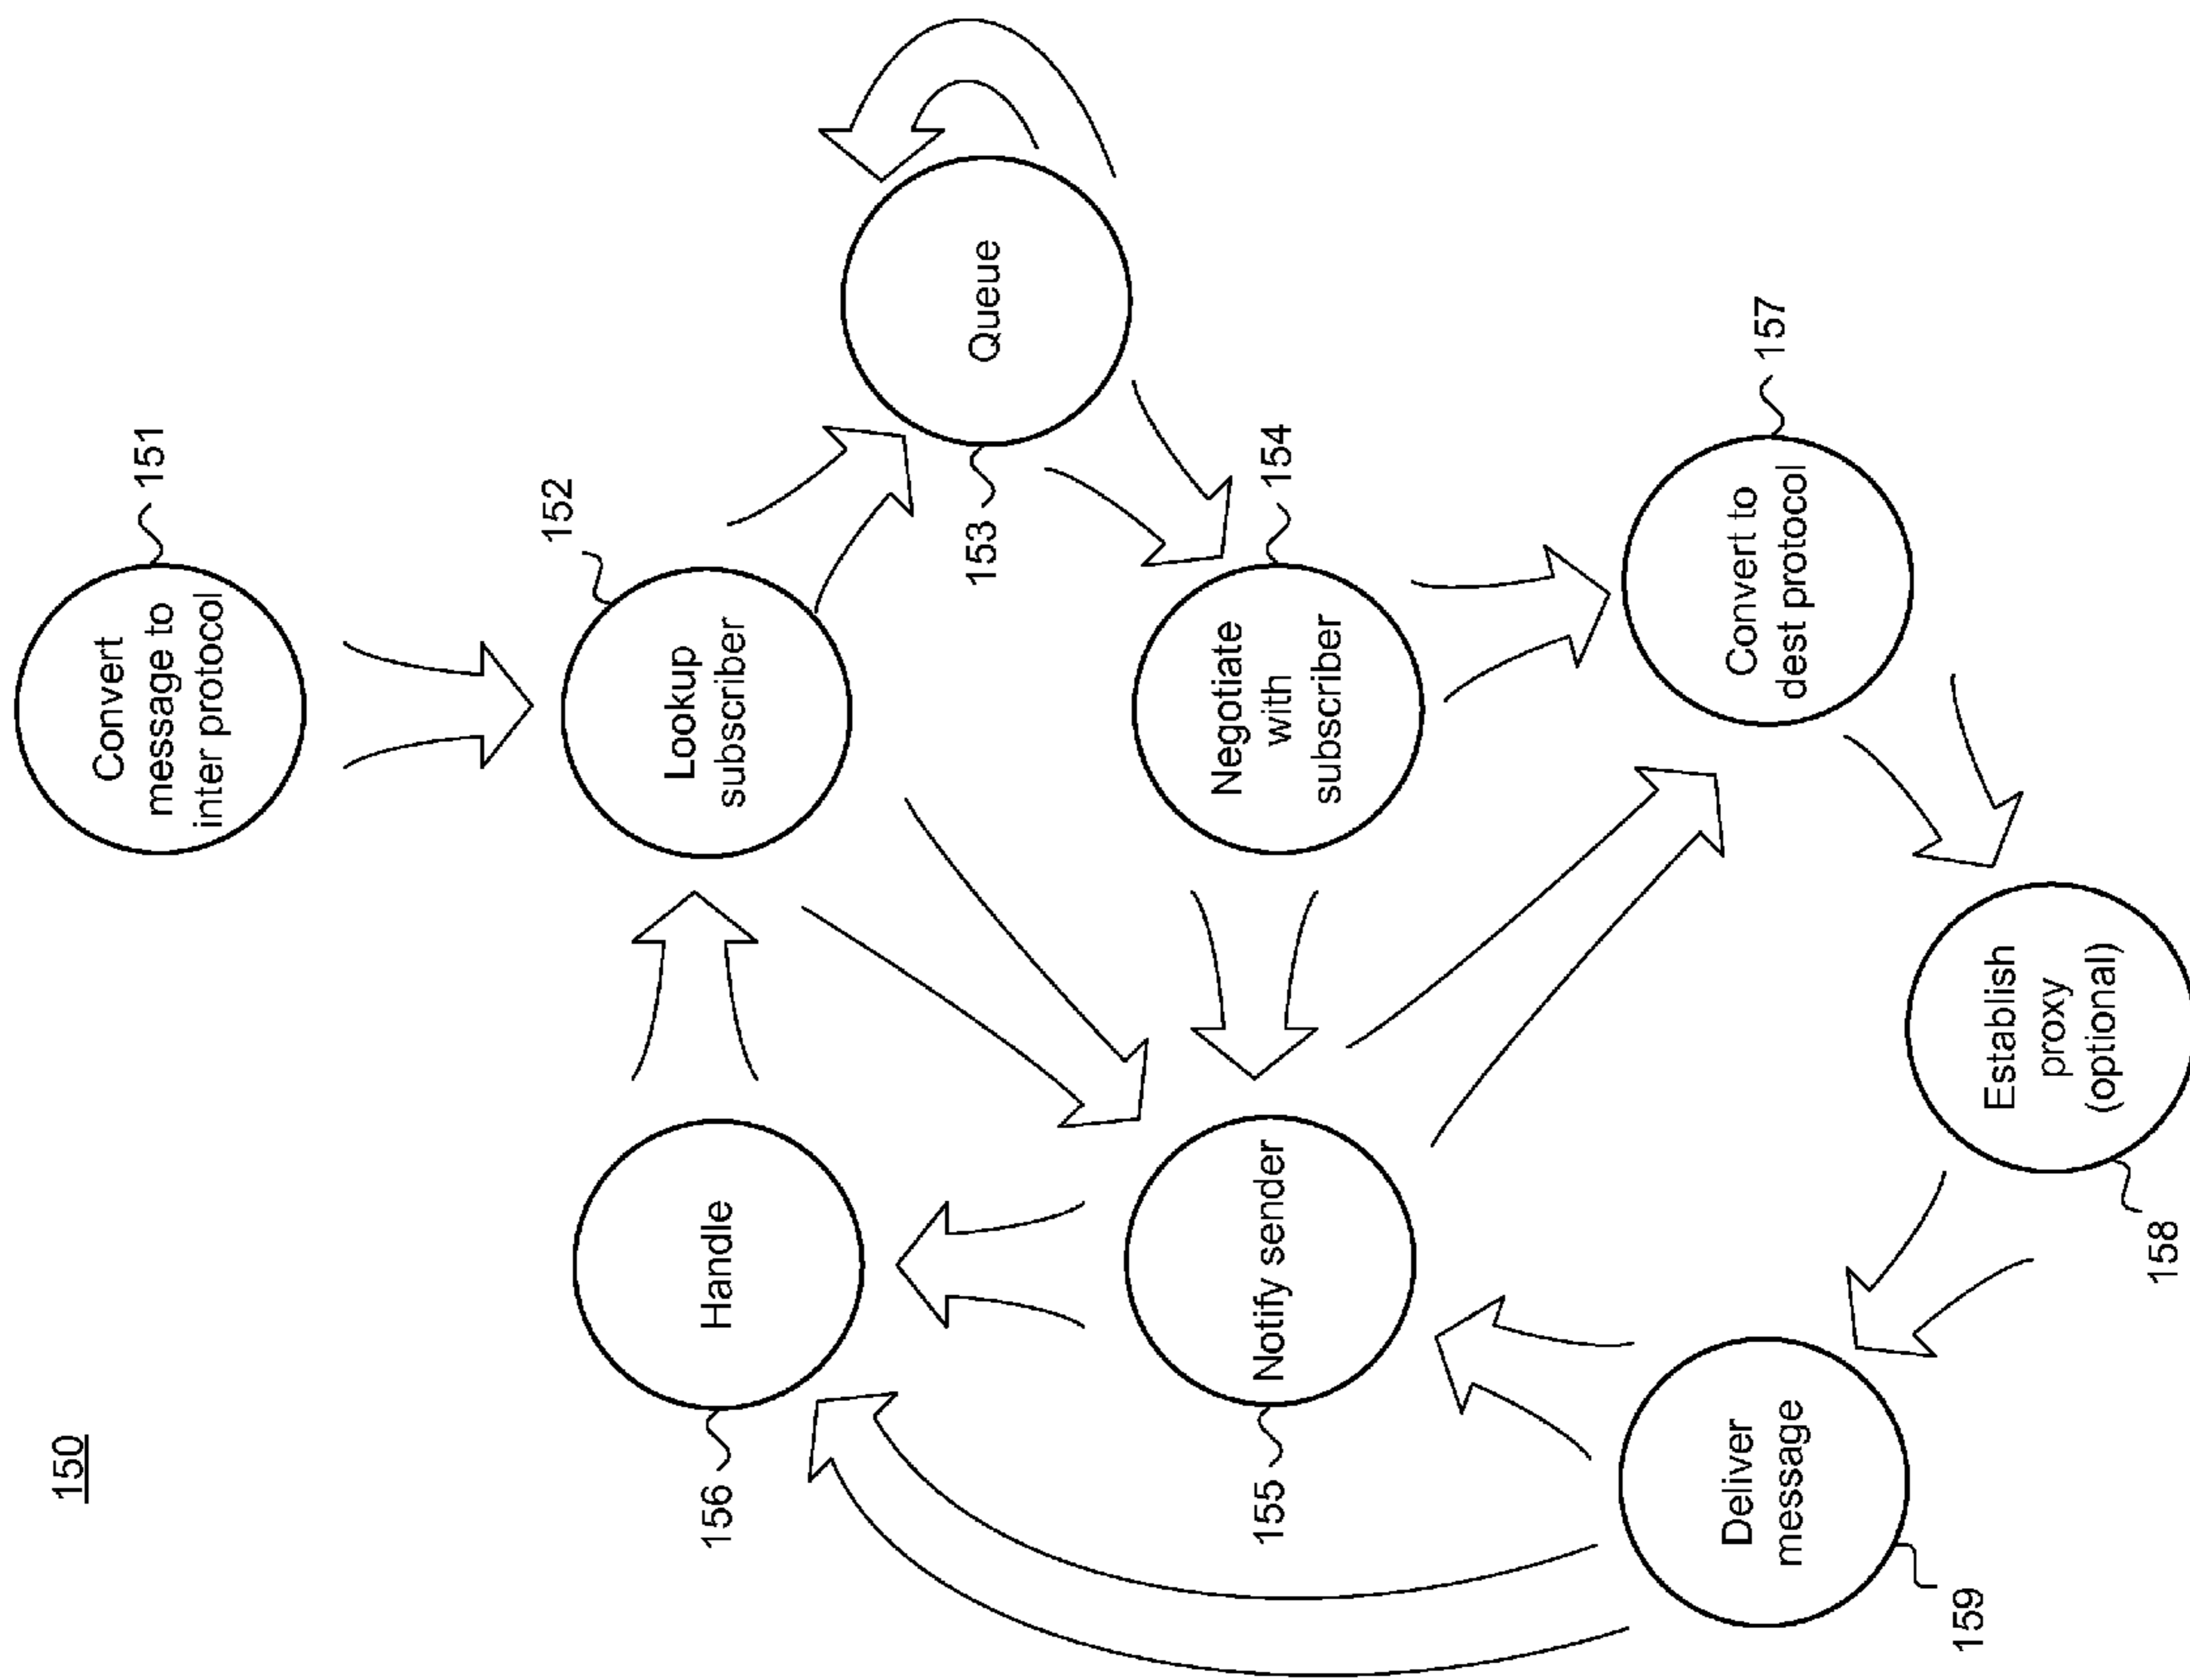 150
Convert
message to
inter protocol
151
Lookup
subscriber
152
Queue
153
Negotiate
with
subscriber
154
Notify sender
155
Handle
156
Convert to
dest protocol
157
Establish
proxy
(optional)
158
Deliver
message
159